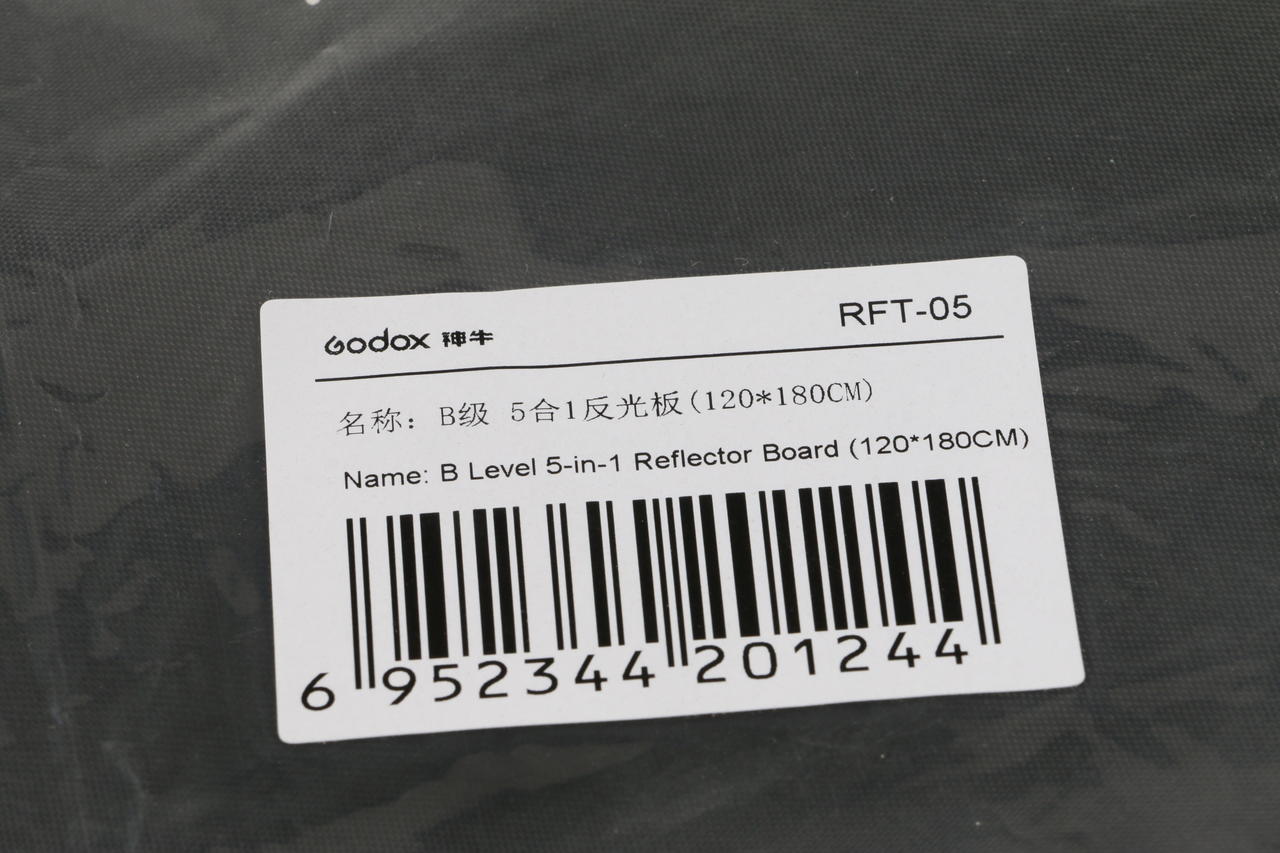 Godox 神牛
RFT-05
名称: B级 5合1反光板(120*180CM)
Name: B Level 5-in-1 Reflector Board (120*180CM)
6 952344 201244